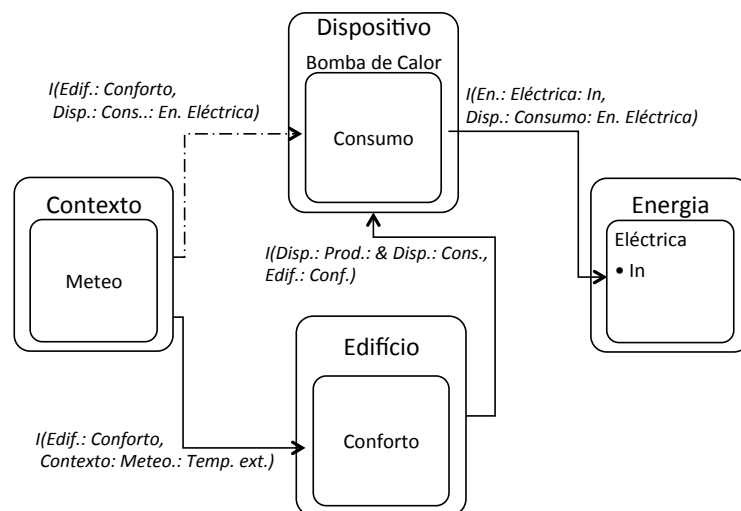 Dispositivo
Bomba de Calor
Consumo
I(Edif.: Conforto,
Disp.: Cons..: En. Eléctrica)
I(En.: Eléctrica: In,
Disp.: Consumo: En. Eléctrica)
Contexto
Meteo
Energia
Eléctrica
• In
I(Disp.: Prod.: & Disp.: Cons.,
Edif.: Conf.)
Edifício
Conforto
I(Edif.: Conforto,
Contexto: Meteo.: Temp. ext.)